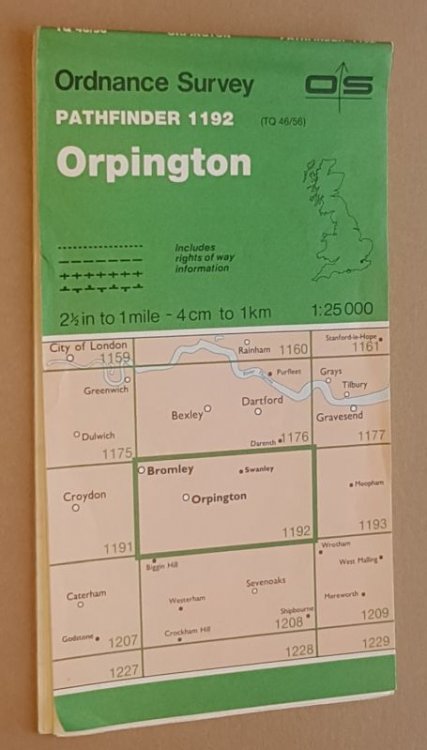 Ordnance Survey
OS
PATHFINDER 1192 (TQ 46/56)
Orpington
Includes
rights of way
information
2½ in to 1 mile - 4 cm to 1 km 1:25 000
City of London
1159
Rainham 1160
Stanford-le-Hope
1161
Greenwich
Purfleet
Grays
Tilbury
Bexley
Dartford
Gravesend
Dulwich
Darenth 1176
1177
1175
Bromley
Swanley
Croydon
Orpington
Meopham
1191
1192
1193
Biggin Hill
Wrotham
West Malling
Caterham
Westerham
Sevenoaks
Mereworth
Godstone 1207
Crockham Hill
Shipbourne
1208
1209
1227
1228
1229